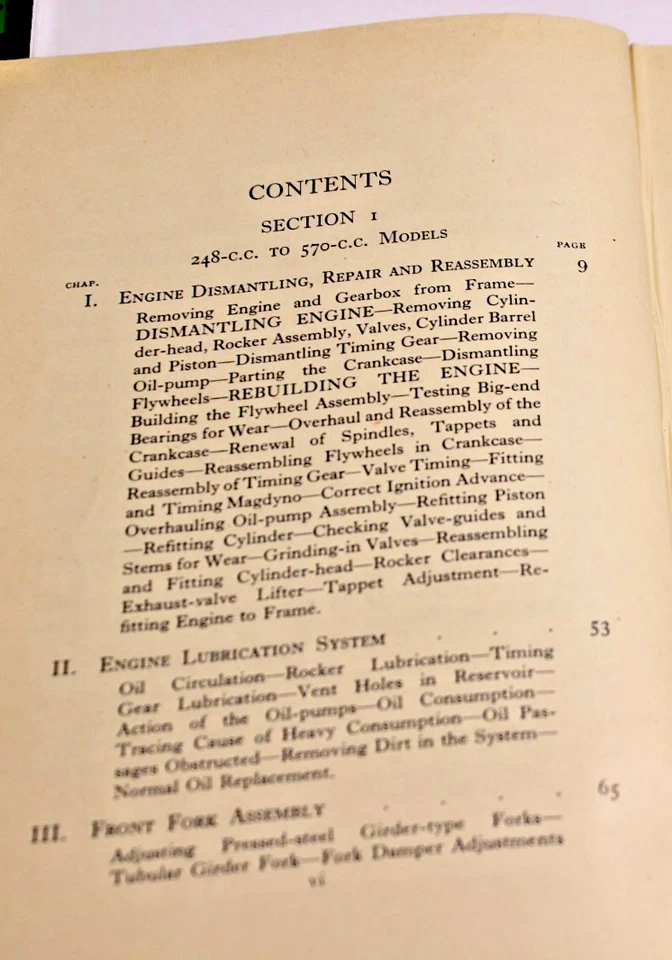 CONTENTS
SECTION 1
248-C.C. TO 570-C.C. MODELS
CHAP.
PAGE
I. ENGINE DISMANTLING, REPAIR AND REASSEMBLY 9
Removing Engine and Gearbox from Frame—
DISMANTLING ENGINE—Removing Cylin-
der-head, Rocker Assembly, Valves, Cylinder Barrel
and Piston—Dismantling Timing Gear—Removing
Oil-pump—Parting the Crankcase—Dismantling
Flywheels—REBUILDING THE ENGINE—
Building the Flywheel Assembly—Testing Big-end
Bearings for Wear—Overhaul and Reassembly of the
Crankcase—Renewal of Spindles, Tappets and
Guides—Reassembling Flywheels in Crankcase—
Reassembly of Timing Gear—Valve Timing—Fitting
and Timing Magdyno—Correct Ignition Advance—
Overhauling Oil-pump Assembly—Refitting Piston
—Refitting Cylinder—Checking Valve-guides and
Stems for Wear—Grinding-in Valves—Reassembling
and Fitting Cylinder-head—Rocker Clearances—
Exhaust-valve Lifter—Tappet Adjustment—Re-
fitting Engine to Frame.
II. ENGINE LUBRICATION SYSTEM . . . 53
Oil Circulation—Rocker Lubrication—Timing
Gear Lubrication—Vent Holes in Reservoir—
Action of the Oil-pumps—Oil Consumption—
Tracing Cause of Heavy Consumption—Oil Pas-
sages Obstructed—Removing Dirt in the System—
Normal Oil Replacement.
III. FRONT FORK ASSEMBLY . . . . 65
Adjusting Pressed-steel Girder-type Forks—
Tubular Girder Fork—Fork Damper Adjustments
vi